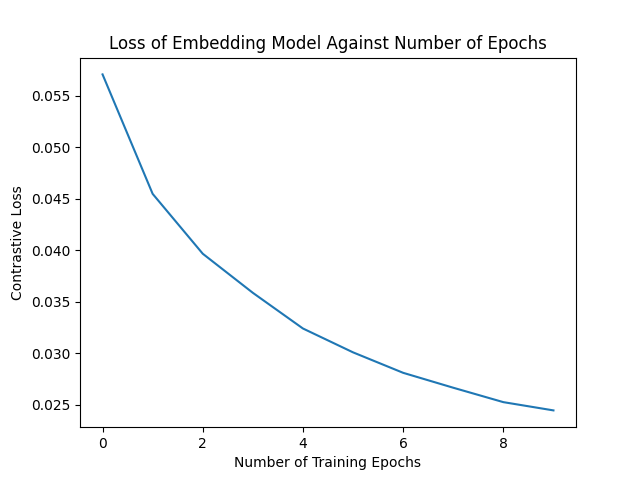 Loss of Embedding Model Against Number of Epochs
0.055
0.050
0.045
0.040
0.035
0.030
0.025
Contrastive Loss
0 2 4 6 8
Number of Training Epochs